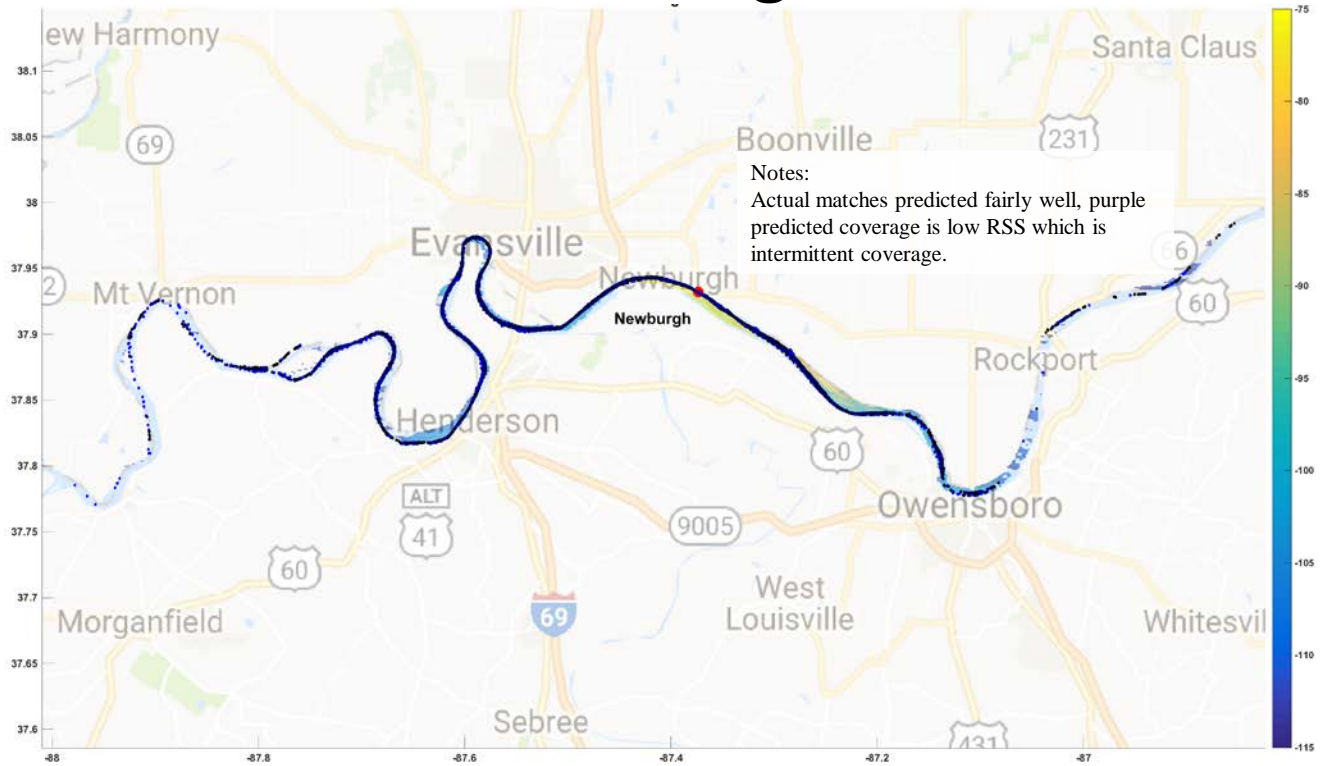 g
ew Harmony
Santa Claus
69
Boonville
231
Notes:
Actual matches predicted fairly well, purple
predicted coverage is low RSS which is
intermittent coverage.
Evansville
Newburgh
66
2
Mt Vernon
60
Newburgh
Rockport
Henderson
60
ALT
41
9005
Owensboro
60
69
West
Louisville
Morganfield
Whitesvil
Sebree
431
38.1
38.05
38
37.95
37.9
37.85
37.8
37.75
37.7
37.65
37.6
-88
-87.8
-87.6
-87.4
-87.2
-87
-75
-80
-85
-90
-95
-100
-105
-110
-115